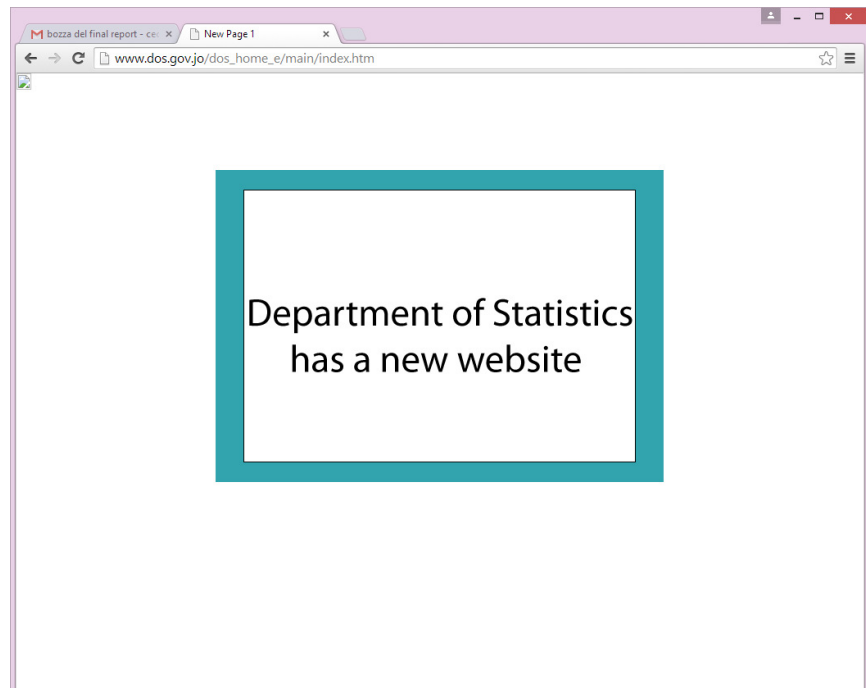 bozza del final report - ce
New Page 1
www.dos.gov.jo/dos_home_e/main/index.htm
Department of Statistics
has a new website